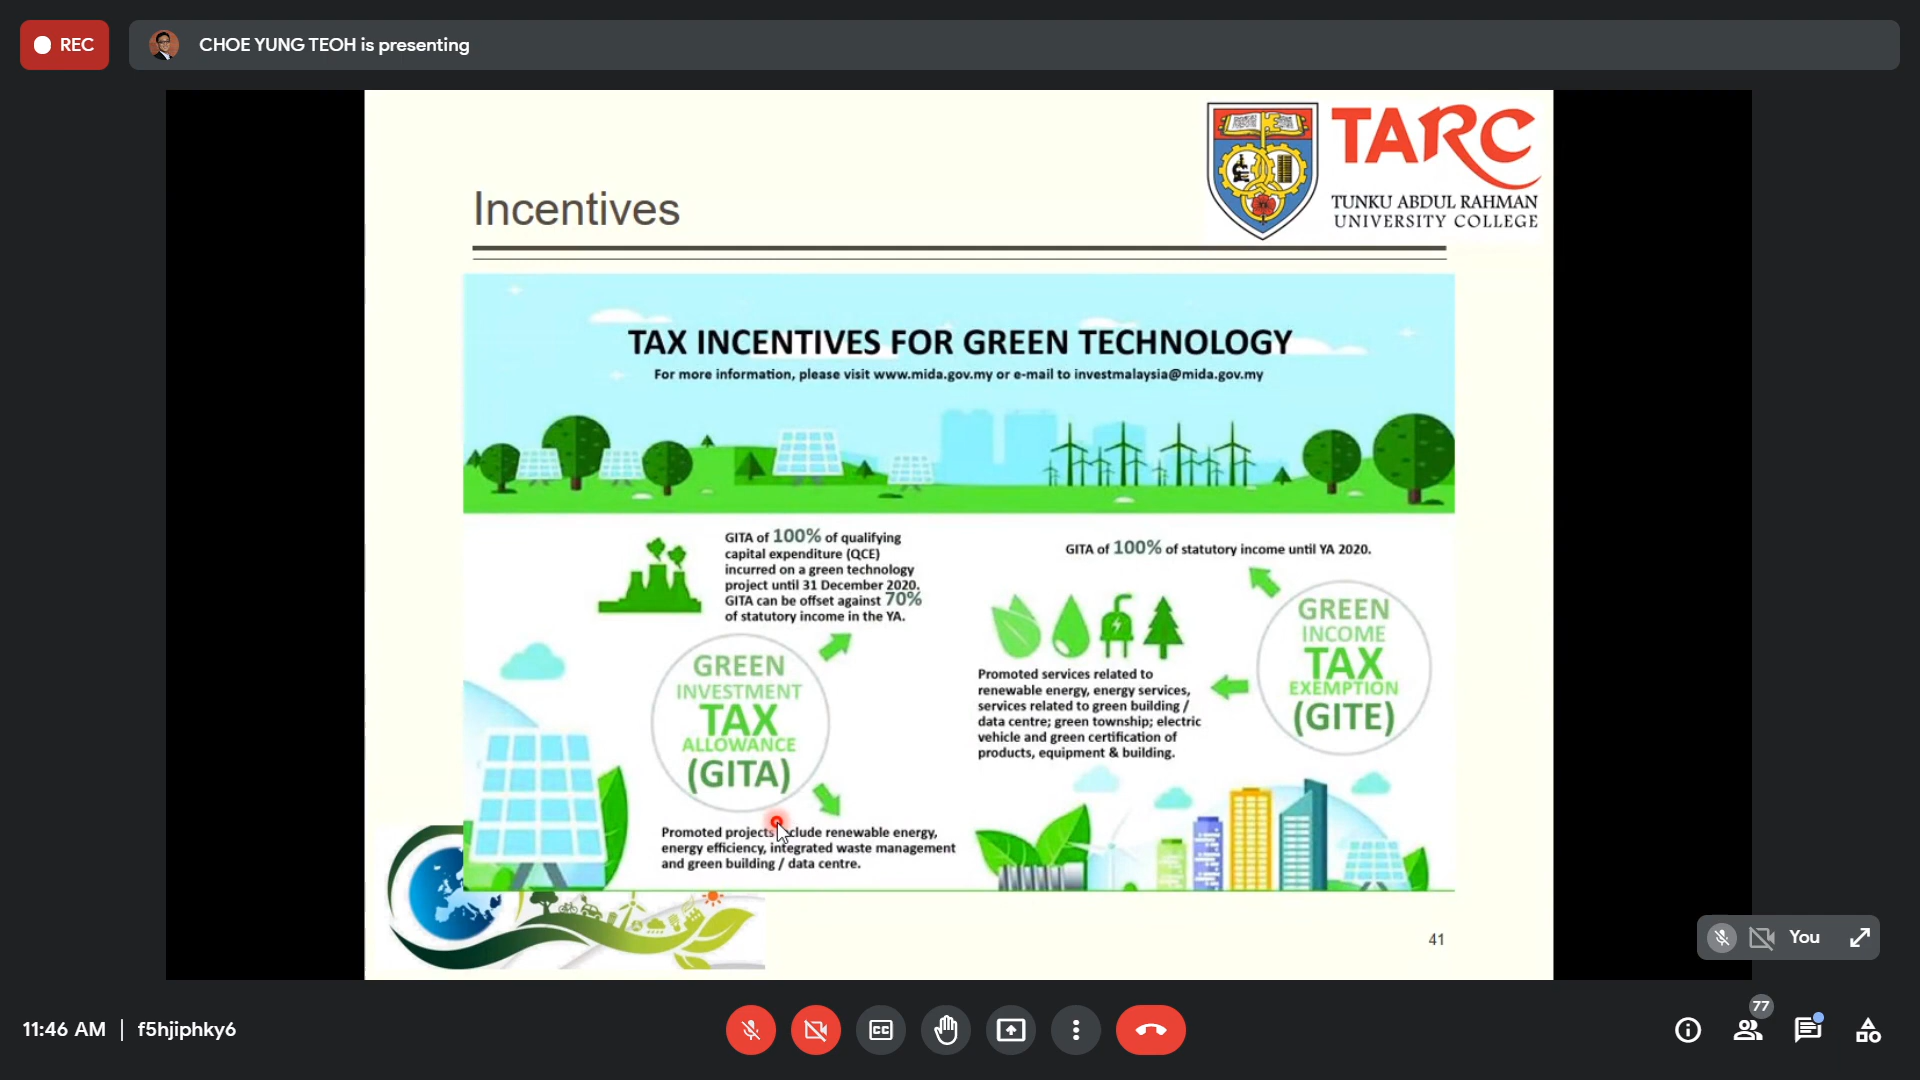 REC
CHOE YUNG TEOH is presenting
TARC
TUNKU ABDUL RAHMAN
UNIVERSITY COLLEGE
Incentives
TAX INCENTIVES FOR GREEN TECHNOLOGY
For more information, please visit www.mida.gov.my or e-mail to investmalaysia@mida.gov.my
GITA of 100% of qualifying
capital expenditure (QCE)
incurred on a green technology
project until 31 December 2020.
GITA can be offset against 70%
of statutory income in the YA.
GREEN
INVESTMENT
TAX
ALLOWANCE
(GITA)
Promoted projects include renewable energy,
energy efficiency, integrated waste management
and green building / data centre.
GITA of 100% of statutory income until YA 2020.
GREEN
INCOME
TAX
EXEMPTION
(GITE)
Promoted services related to
renewable energy, energy services,
services related to green building /
data centre; green township; electric
vehicle and green certification of
products, equipment & building.
41
You
11:46 AM | f5hjiphky6
CC
77